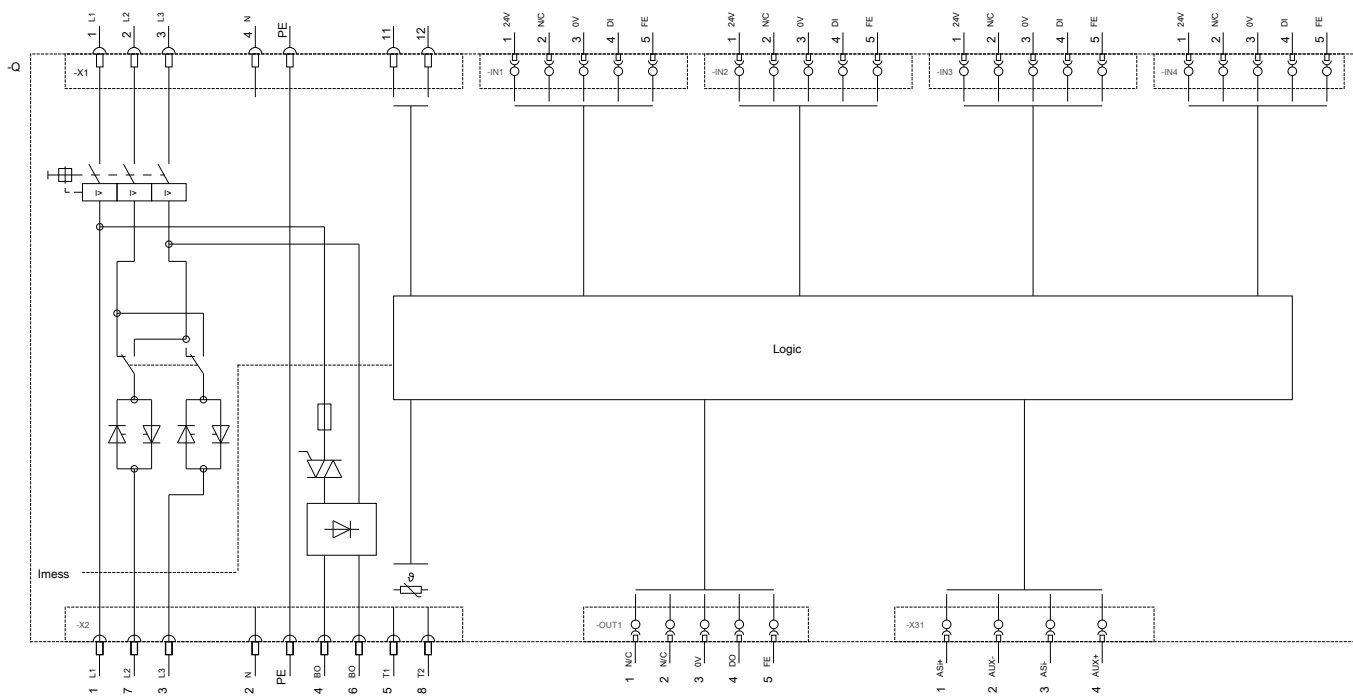 L1 L2 L3 N PE 11 12 24V N/C 0V DI FE 24V N/C 0V DI FE 24V N/C 0V DI FE 24V N/C 0V DI FE
1 2 3 4 1 2 3 4 5 1 2 3 4 5 1 2 3 4 5 1 2 3 4 5
-Q
-X1 -IN1 -IN2 -IN3 -IN4
I> I> I>
Logic
Imess
ϑ
-X2 -OUT1 -X31
L1 L2 L3 N PE BO BO T1 T2 N/C N/C 0V DO FE ASI+ AUX- ASI- AUX+
1 7 3 2 4 6 5 8 1 2 3 4 5 1 2 3 4